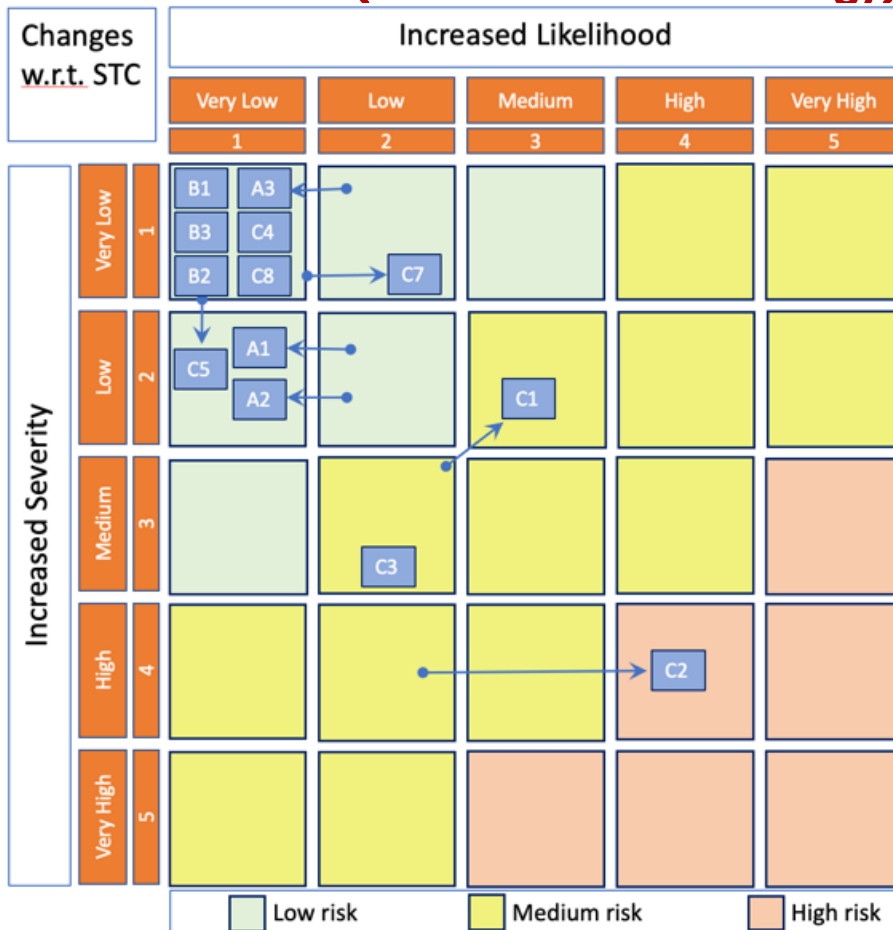 Changes
w.r.t. STC
Increased Likelihood
Very Low
Low
Medium
High
Very High
1
2
3
4
5
Increased Severity
Very Low
1
B1
A3
B3
C4
B2
C8
C7
Low
2
C5
A1
A2
C1
Medium
3
C3
High
4
C2
Very High
5
Low risk
Medium risk
High risk